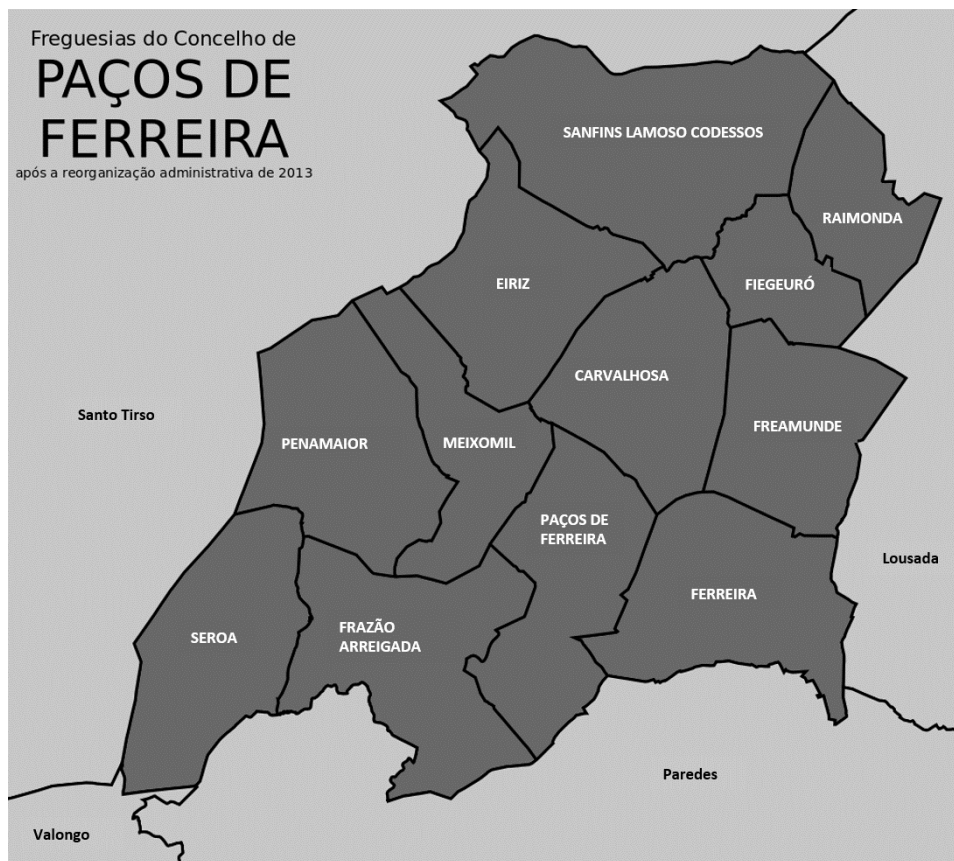 Freguesias do Concelho de
PAÇOS DE
FERREIRA
após a reorganização administrativa de 2013
SANFINS LAMOSO CODESSOS
RAIMONDA
EIRIZ
FIEGEURÓ
CARVALHOSA
Santo Tirso
FREAMUNDE
PENAMAIOR
MEIXOMIL
PAÇOS DE
FERREIRA
Lousada
FERREIRA
SEROA
FRAZÃO
ARREIGADA
Paredes
Valongo